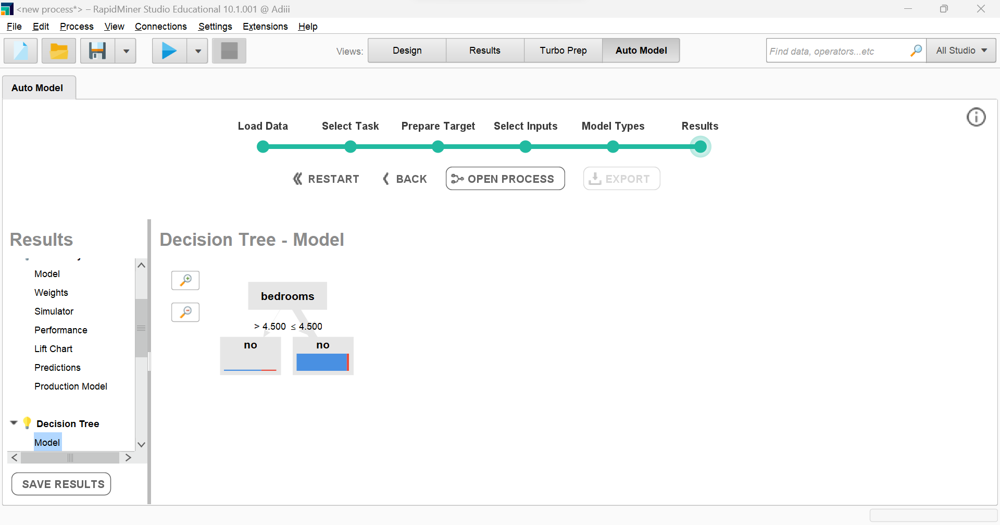 <new process*> – RapidMiner Studio Educational 10.1.001 @ Adiii
File Edit Process View Connections Settings Extensions Help
Views: Design Results Turbo Prep Auto Model Find data, operators...etc All Studio
Auto Model
Load Data Select Task Prepare Target Select Inputs Model Types Results
RESTART BACK OPEN PROCESS EXPORT
Results
Model
Weights
Simulator
Performance
Lift Chart
Predictions
Production Model
Decision Tree
Model
SAVE RESULTS
Decision Tree - Model
bedrooms
> 4.500 ≤ 4.500
no no